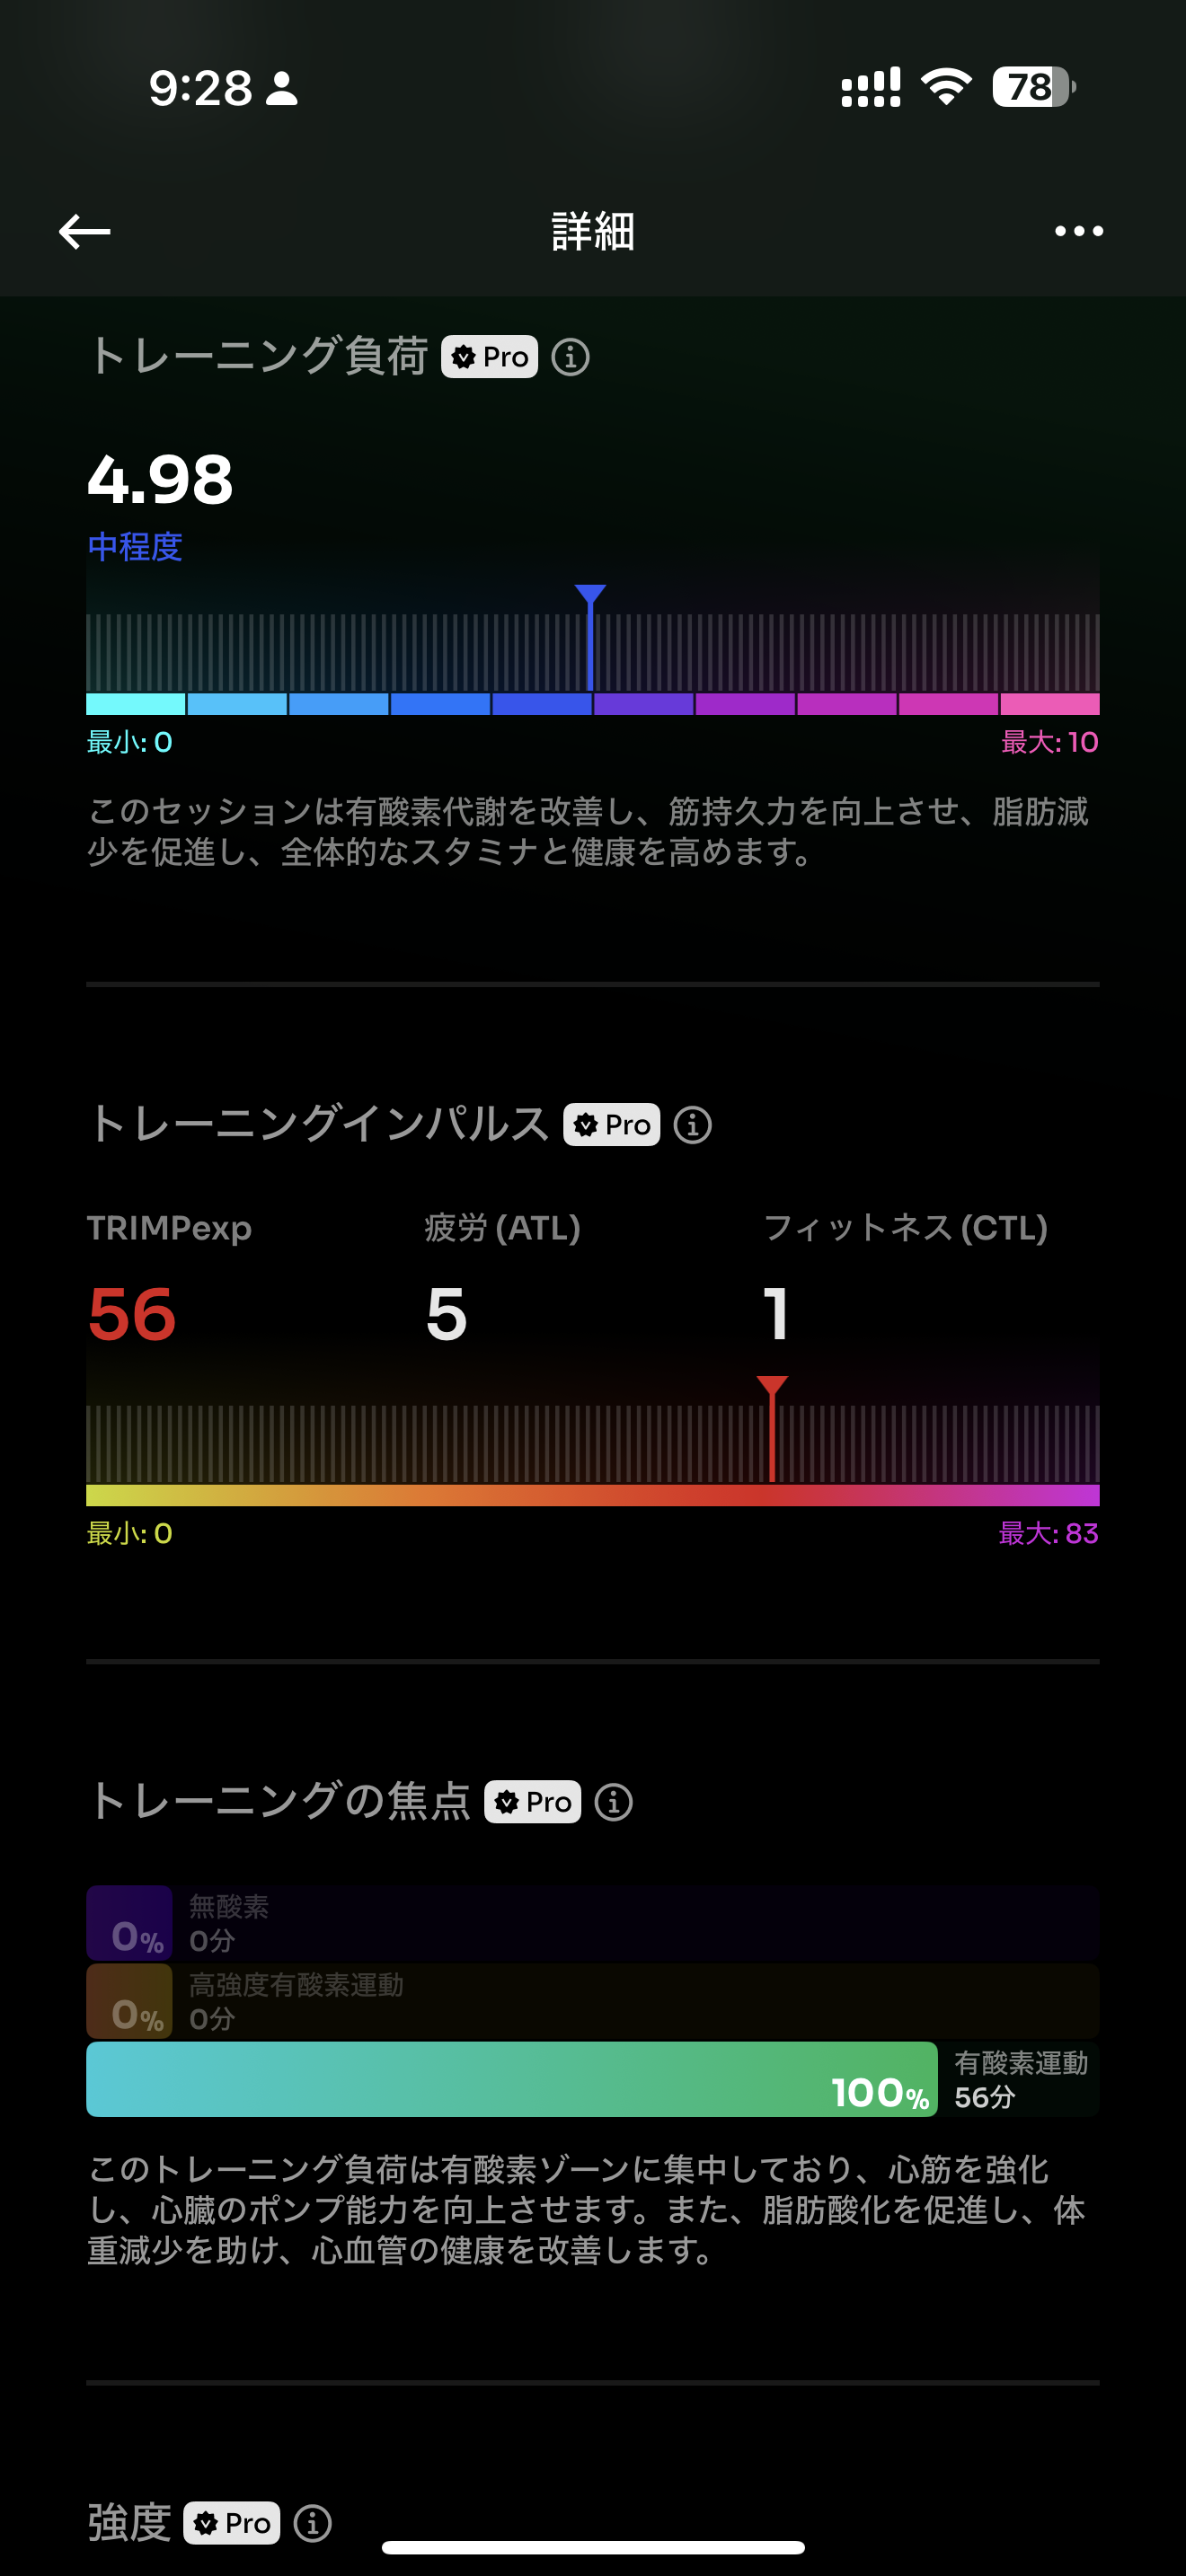 9:28
78
詳細
トレーニング負荷 Pro
4.98
中程度
最小: 0
最大: 10
このセッションは有酸素代謝を改善し、筋持久力を向上させ、脂肪減
少を促進し、全体的なスタミナと健康を高めます。
トレーニングインパルス Pro
TRIMPexp
疲労 (ATL)
フィットネス (CTL)
56
5
1
最小: 0
最大: 83
トレーニングの焦点 Pro
0%
無酸素
0分
0%
高強度有酸素運動
0分
100%
有酸素運動
56分
このトレーニング負荷は有酸素ゾーンに集中しており、心筋を強化
し、心臓のポンプ能力を向上させます。また、脂肪酸化を促進し、体
重減少を助け、心血管の健康を改善します。
強度 Pro